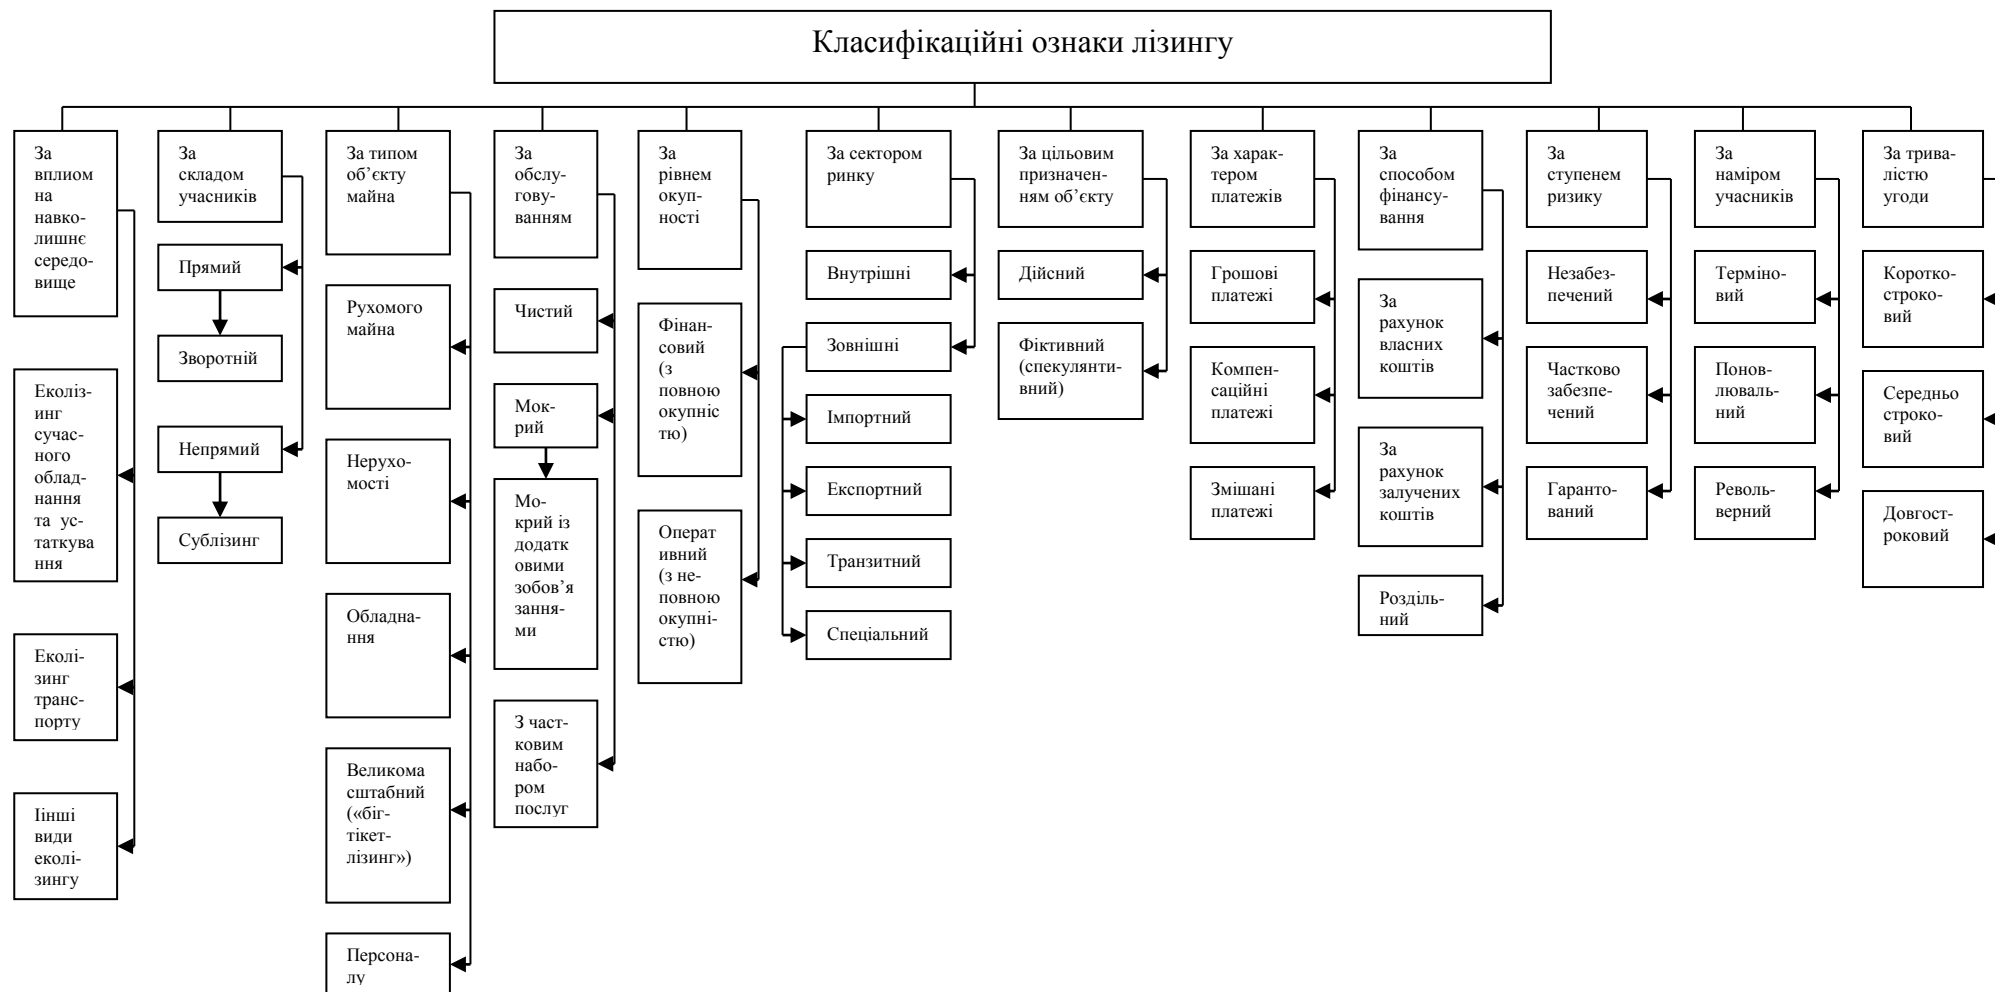 Класифікаційні ознаки лізингу
За
вплиом
на
навко-
лишнє
середо-
вище
Еколіз-
инг
сучас-
ного
облад-
нання
та ус-
таткува
ння
Еколі-
зинг
транс-
порту
Іінші
види
еколі-
зингу
За
складом
учасників
Прямий
Зворотній
Непрямий
Сублізинг
За типом
об’єкту
майна
Рухомого
майна
Нерухо-
мості
Обладна-
ння
Великома
сштабний
(«біг-
тікет-
лізинг»)
Персона-
лу
За
обслу-
гову-
ванням
Чистий
Мок-
рий
Мо-
крий із
додатк
овими
зобов’я
зання-
ми
З част-
ковим
набо-
ром
послуг
За
рівнем
окуп-
ності
Фінан-
совий
(з
повною
окупніс
тю)
Операт
ивний
(з не-
повною
окупні-
стю)
За сектором
ринку
Внутрішні
Зовнішні
Імпортний
Експортний
Транзитний
Спеціальний
За цільовим
призначен-
ням об’єкту
Дійсний
Фіктивний
(спекулянти-
вний)
За харак-
тером
платежів
Грошові
платежі
Компен-
саційні
платежі
Змішані
платежі
За
способом
фінансу-
вання
За
рахунок
власних
коштів
За
рахунок
залучених
коштів
Розділь-
ний
За
ступенем
ризику
Незабез-
печений
Частково
забезпе-
чений
Гаранто-
ваний
За
наміром
учасників
Терміно-
вий
Понов-
люваль-
ний
Револь-
верний
За трива-
лістю
угоди
Коротко-
строко-
вий
Середньо
строко-
вий
Довгост-
роковий